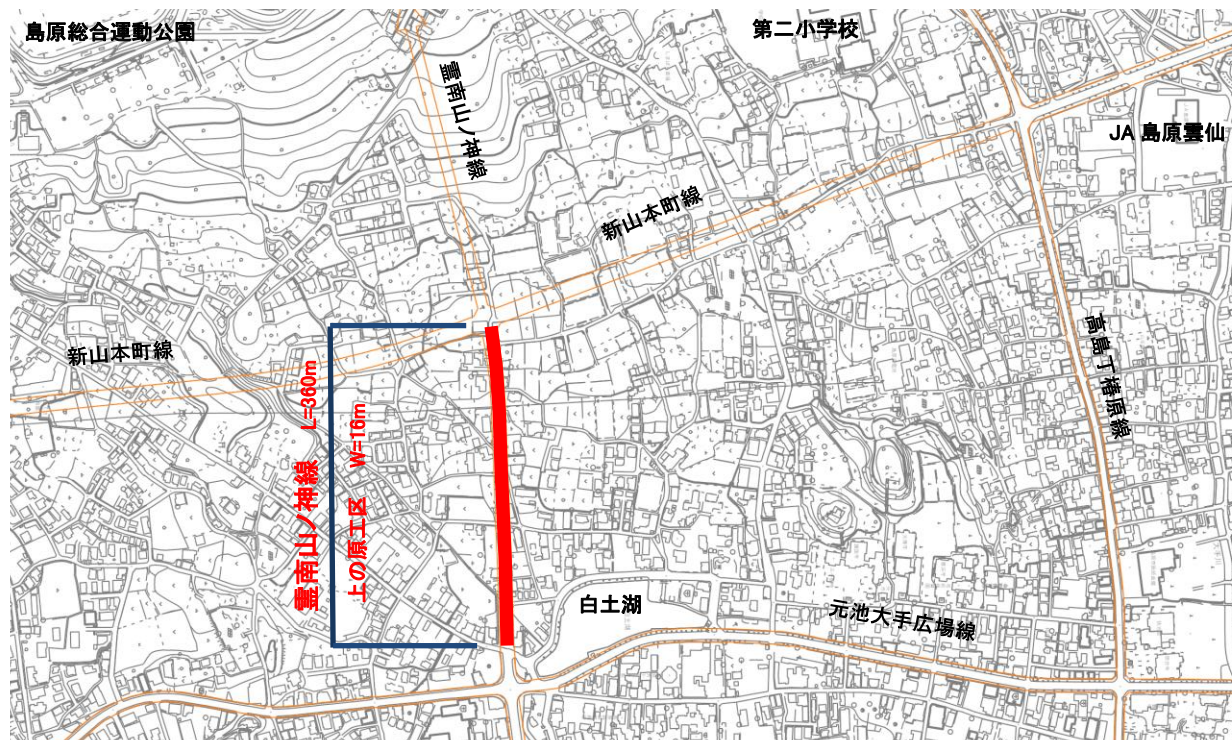 島原総合運動公園
第二小学校
霊南山ノ神線
JA 島原雲仙
新山本町線
新山本町線
高島丁椿原線
霊南山ノ神線 L=360m
上の原工区 W=16m
白土湖
元池大手広場線